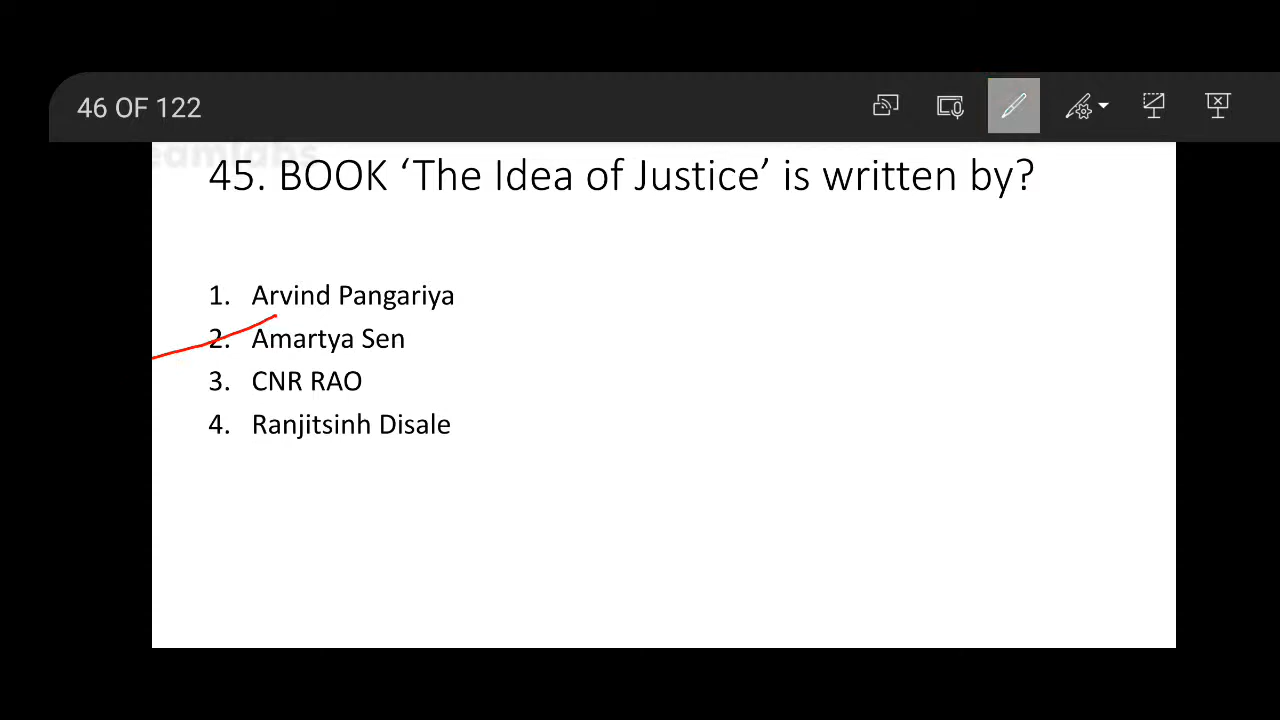 46 OF 122
eamlabs
45. BOOK ‘The Idea of Justice’ is written by?
1. Arvind Pangariya
2. Amartya Sen
3. CNR RAO
4. Ranjitsinh Disale